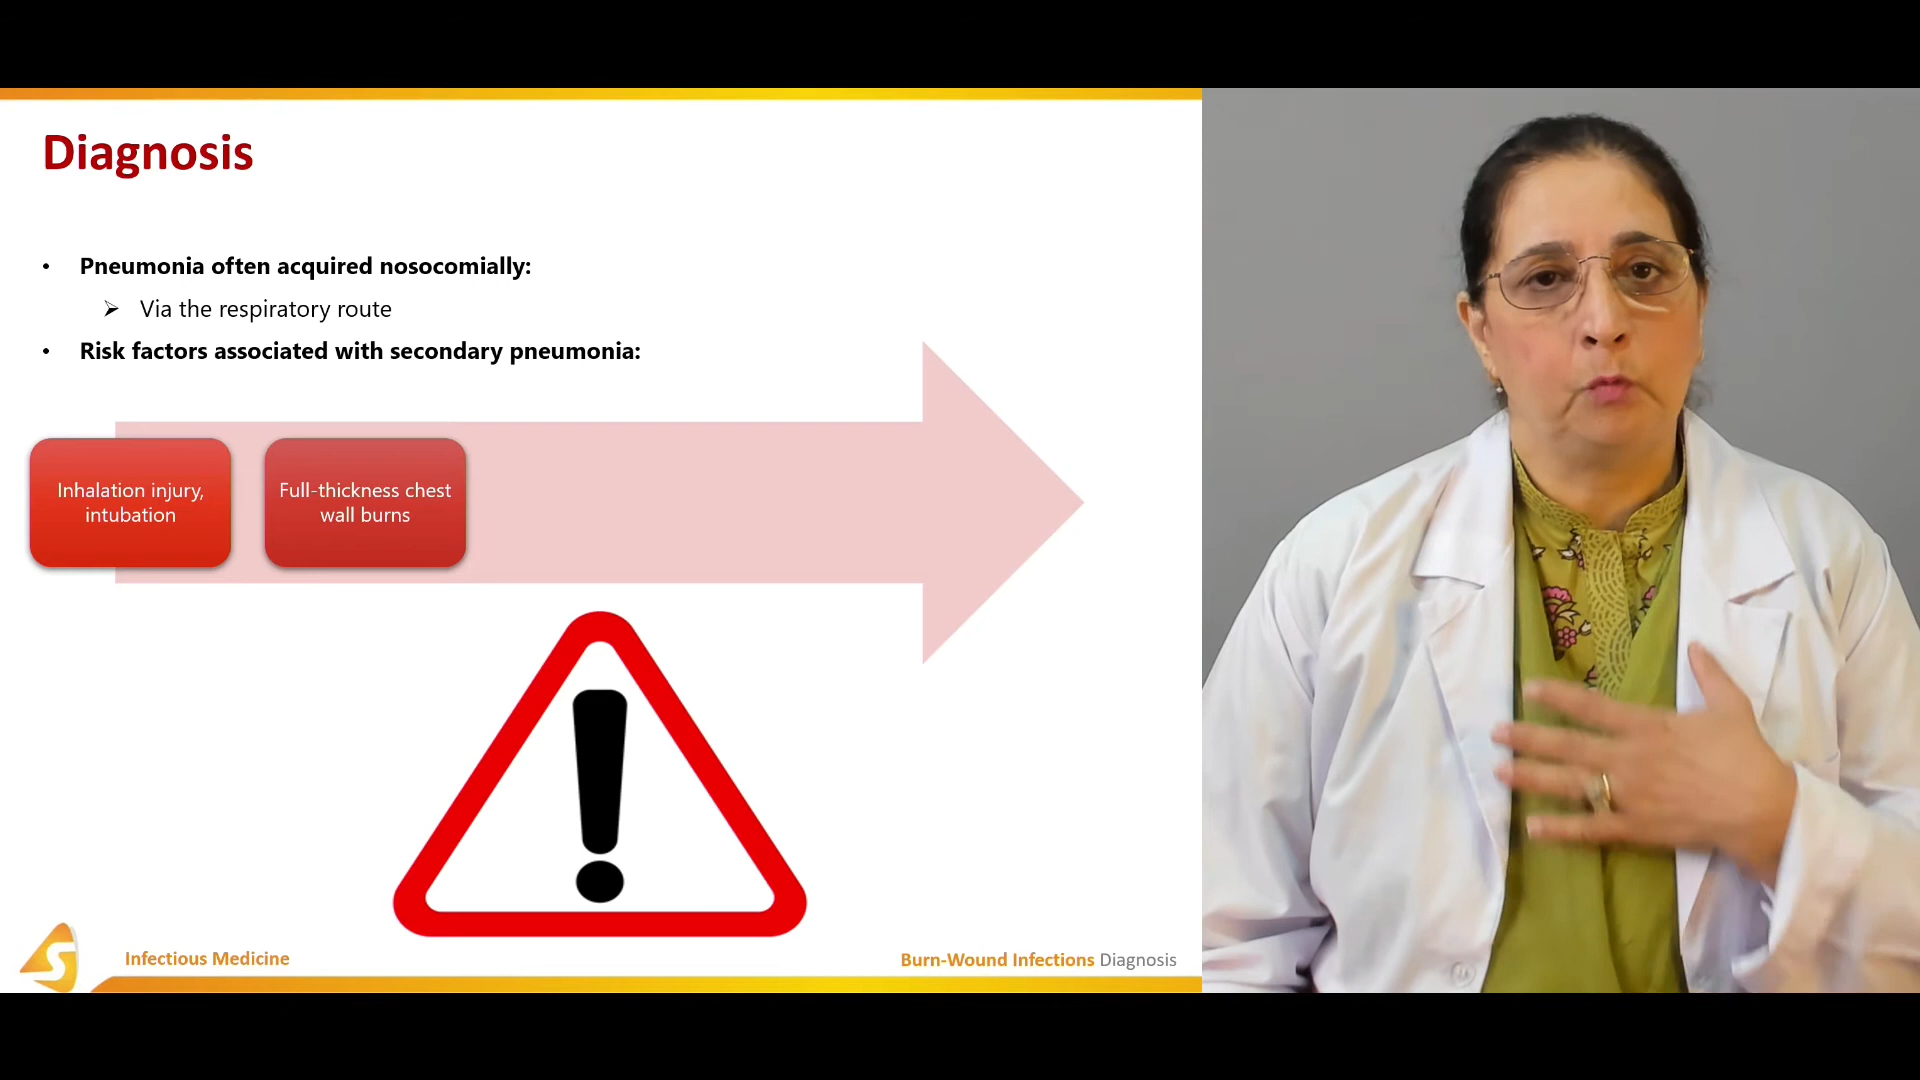 Diagnosis
• Pneumonia often acquired nosocomially:
➢ Via the respiratory route
• Risk factors associated with secondary pneumonia:
Inhalation injury,
intubation
Full-thickness chest
wall burns
Infectious Medicine
Burn-Wound Infections Diagnosis